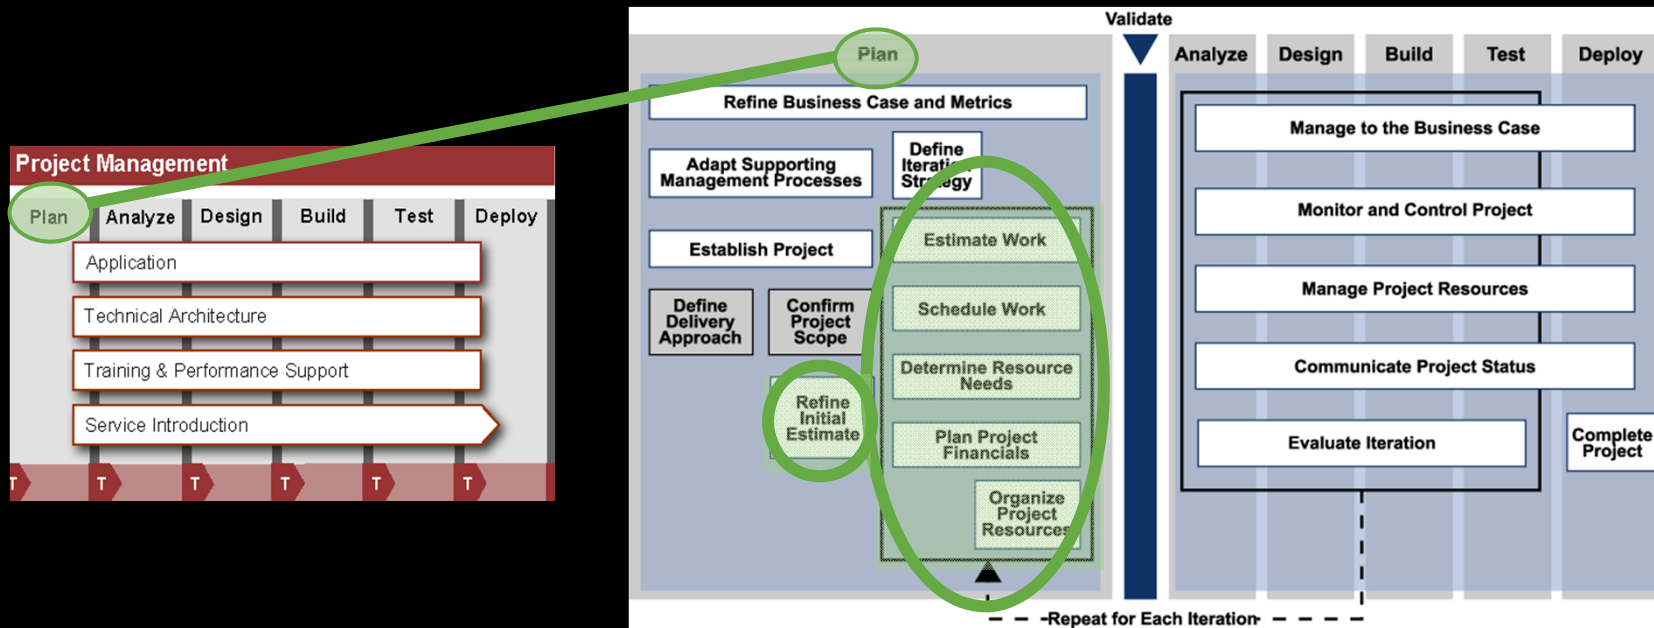 Project Management
Plan
Analyze
Design
Build
Test
Deploy
Application
Technical Architecture
Training & Performance Support
Service Introduction
T
T
T
T
T
T
Plan
Refine Business Case and Metrics
Adapt Supporting
Management Processes
Define
Iteration
Strategy
Establish Project
Estimate Work
Define
Delivery
Approach
Confirm
Project
Scope
Schedule Work
Determine Resource
Needs
Refine
Initial
Estimate
Plan Project
Financials
Organize
Project
Resources
Validate
Analyze
Design
Build
Test
Deploy
Manage to the Business Case
Monitor and Control Project
Manage Project Resources
Communicate Project Status
Evaluate Iteration
Complete
Project
Repeat for Each Iteration